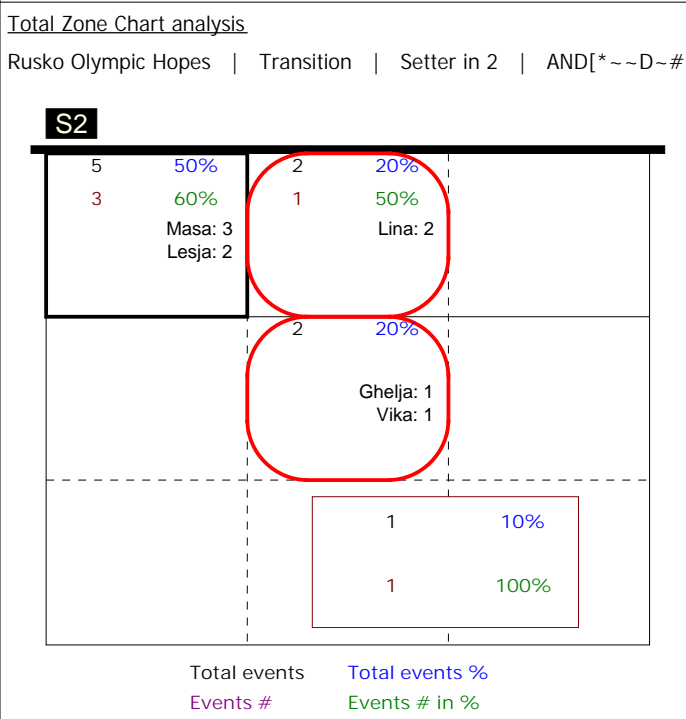 Total Zone Chart analysis
Rusko Olympic Hopes | Transition | Setter in 2 | AND[*~~D~#
S2
5 50% 2 20%
3 60% 1 50%
Masa: 3 Lina: 2
Lesja: 2
2 20%
Ghelja: 1
Vika: 1
1 10%
1 100%
Total events Total events %
Events # Events # in %